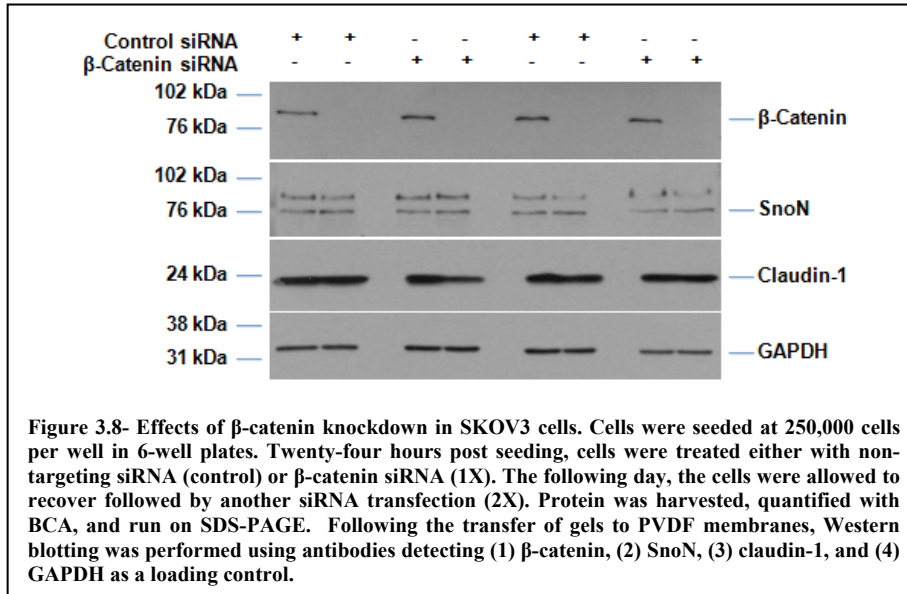 Control siRNA + + - - + + - -
β-Catenin siRNA - - + + - - + +
102 kDa
76 kDa
β-Catenin
102 kDa
76 kDa
SnoN
24 kDa
Claudin-1
38 kDa
31 kDa
GAPDH
Figure 3.8- Effects of β-catenin knockdown in SKOV3 cells. Cells were seeded at 250,000 cells
per well in 6-well plates. Twenty-four hours post seeding, cells were treated either with non-
targeting siRNA (control) or β-catenin siRNA (1X). The following day, the cells were allowed to
recover followed by another siRNA transfection (2X). Protein was harvested, quantified with
BCA, and run on SDS-PAGE. Following the transfer of gels to PVDF membranes, Western
blotting was performed using antibodies detecting (1) β-catenin, (2) SnoN, (3) claudin-1, and (4)
GAPDH as a loading control.